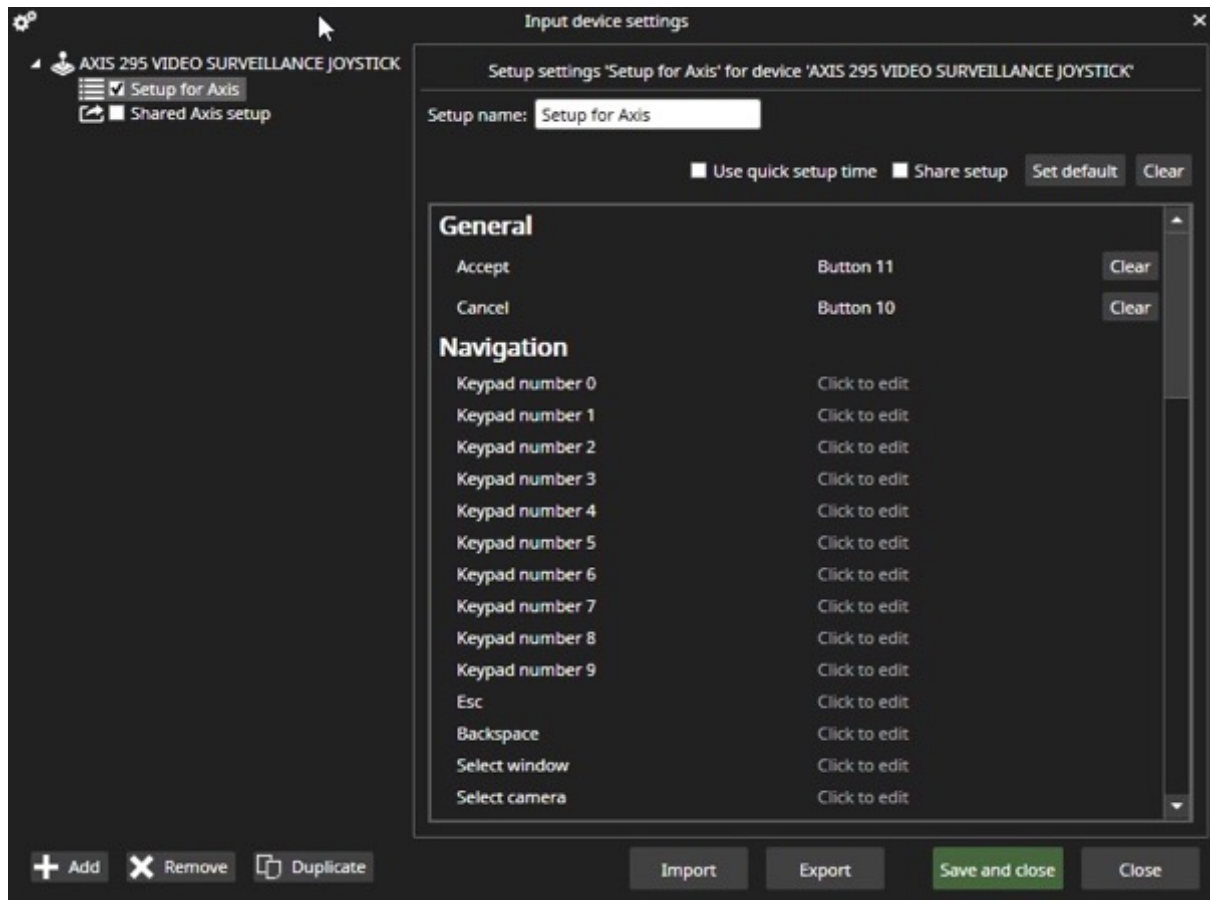 Input device settings
AXIS 295 VIDEO SURVEILLANCE JOYSTICK
Setup for Axis
Shared Axis setup
Setup settings 'Setup for Axis' for device 'AXIS 295 VIDEO SURVEILLANCE JOYSTICK'
Setup name: Setup for Axis
Use quick setup time Share setup Set default Clear
General
Accept Button 11 Clear
Cancel Button 10 Clear
Navigation
Keypad number 0 Click to edit
Keypad number 1 Click to edit
Keypad number 2 Click to edit
Keypad number 3 Click to edit
Keypad number 4 Click to edit
Keypad number 5 Click to edit
Keypad number 6 Click to edit
Keypad number 7 Click to edit
Keypad number 8 Click to edit
Keypad number 9 Click to edit
Esc Click to edit
Backspace Click to edit
Select window Click to edit
Select camera Click to edit
Add Remove Duplicate Import Export Save and close Close